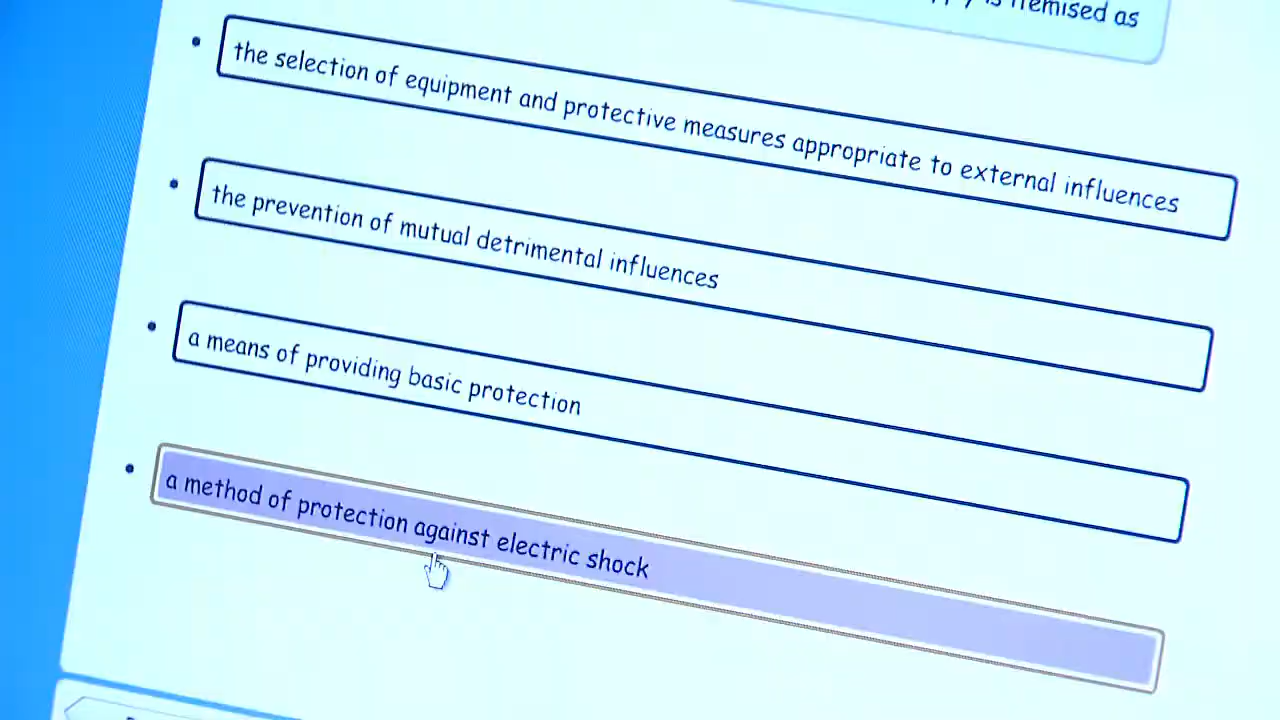 is itemised as
the selection of equipment and protective measures appropriate to external influences
the prevention of mutual detrimental influences
a means of providing basic protection
a method of protection against electric shock